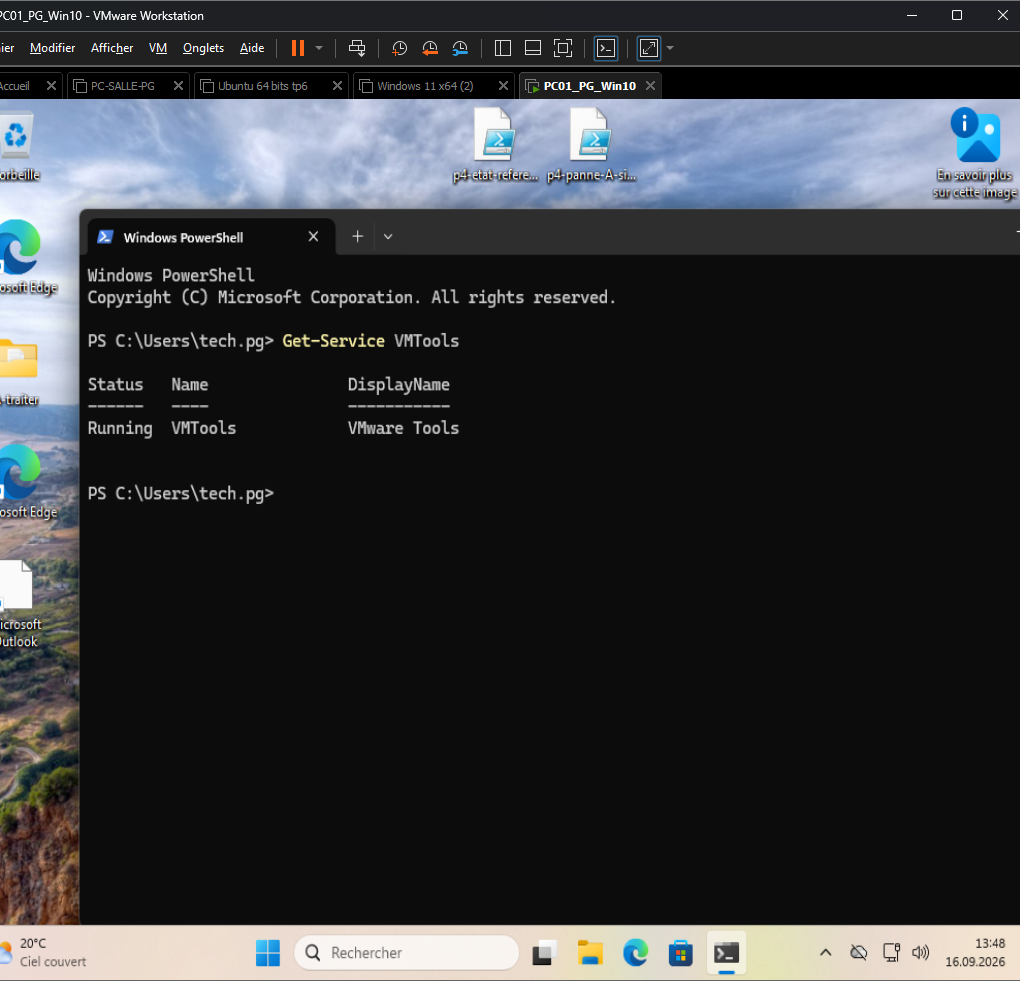 PC01_PG_Win10 - VMware Workstation
Modifier Afficher VM Onglets Aide
Accueil PC-SALLE-PG Ubuntu 64 bits tp6 Windows 11 x64 (2) PC01_PG_Win10
p4-etat-refere... p4-panne-A-si...
En savoir plus
sur cette image
Windows PowerShell
Windows PowerShell
Copyright (C) Microsoft Corporation. All rights reserved.
PS C:\Users\tech.pg> Get-Service VMTools
Status Name DisplayName
------ ---- -----------
Running VMTools VMware Tools
PS C:\Users\tech.pg>
orbeille
osoft Edge
-traiter
osoft Edge
icrosoft
Outlook
20°C
Ciel couvert
Rechercher
13:48
16.09.2026